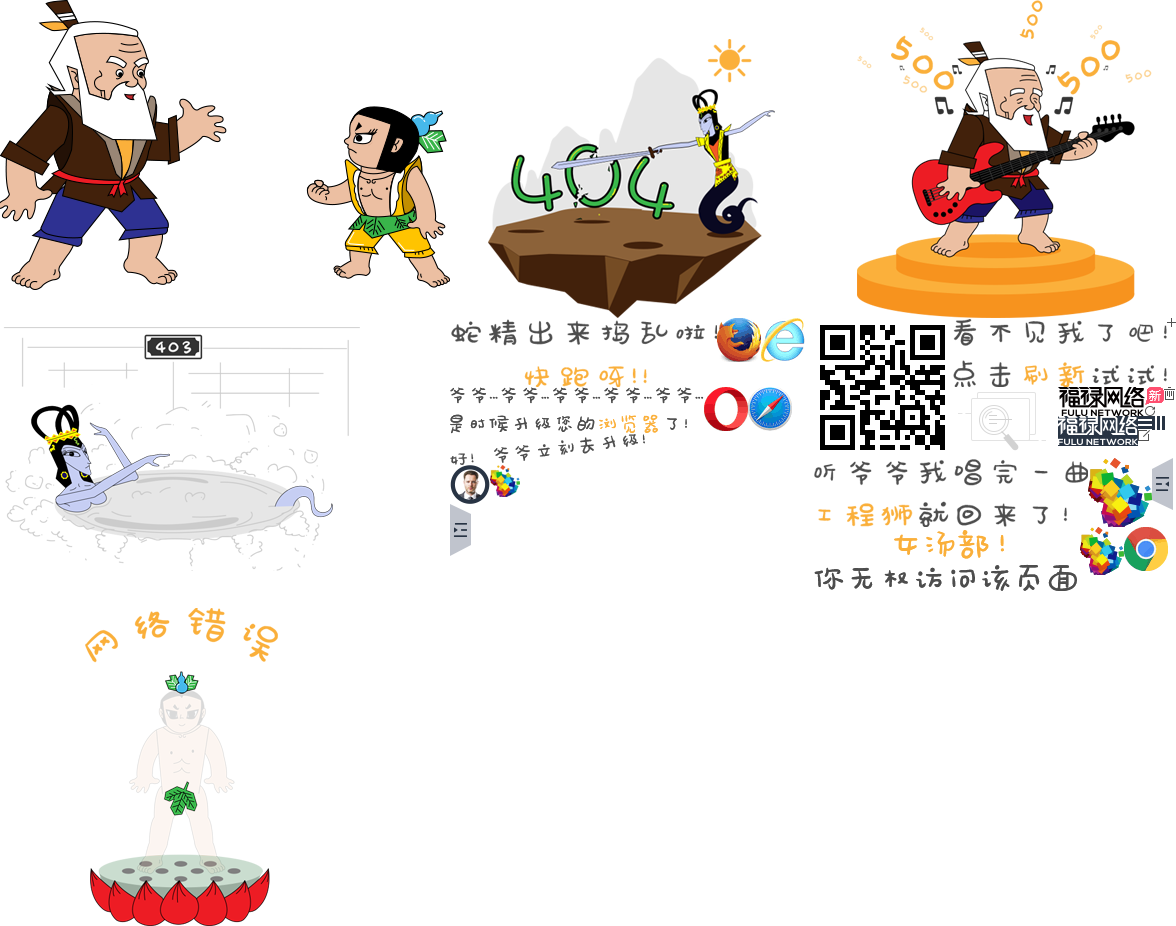 404
500
500
500
500
500
500
500
500
403
蛇精出来捣乱啦!
快跑呀!!
爷爷…爷爷…爷爷…爷爷…爷爷…
是时候升级您的浏览器了!
好! 爷爷立刻去升级!
看不见我了吧!
点击刷新试试!
福禄网络
FULU NETWORK
新
福禄网络
FULU NETWORK
听爷爷我唱完一曲
工程狮就回来了!
女汤部!
你无权访问该页面
网络错误